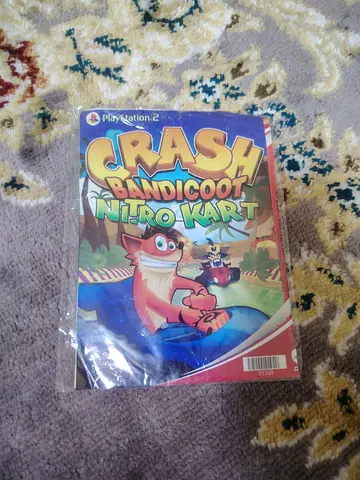 PlayStation 2
CRASH
BANDICOOT
NITRO KART